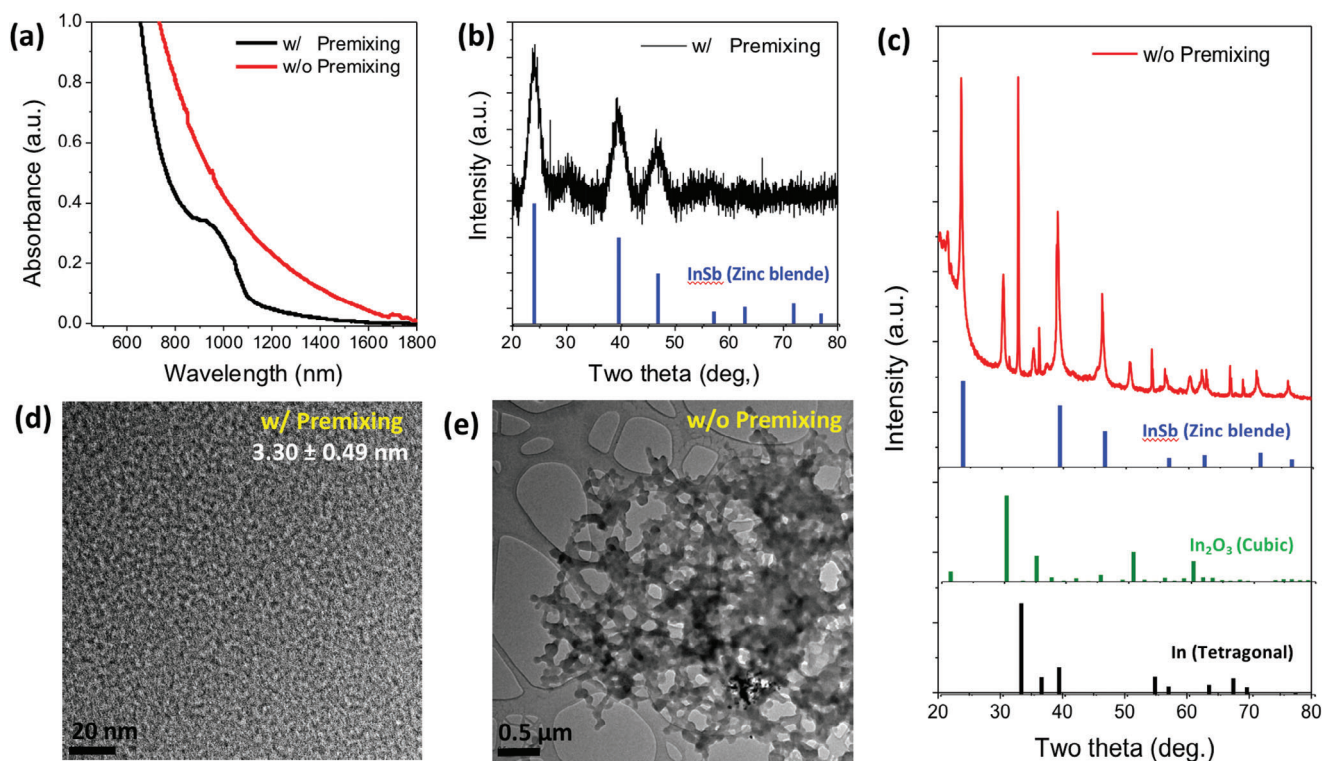 (a)
w/ Premixing
w/o Premixing
1.0
0.8
0.6
0.4
0.2
0.0
Absorbance (a.u.)
600 800 1000 1200 1400 1600 1800
Wavelength (nm)
(b)
w/ Premixing
Intensity (a.u.)
InSb (Zinc blende)
20 30 40 50 60 70 80
Two theta (deg,)
(c)
w/o Premixing
Intensity (a.u.)
InSb (Zinc blende)
In₂O₃ (Cubic)
In (Tetragonal)
20 30 40 50 60 70 80
Two theta (deg.)
(d)
w/ Premixing
3.30 ± 0.49 nm
20 nm
(e)
w/o Premixing
0.5 μm